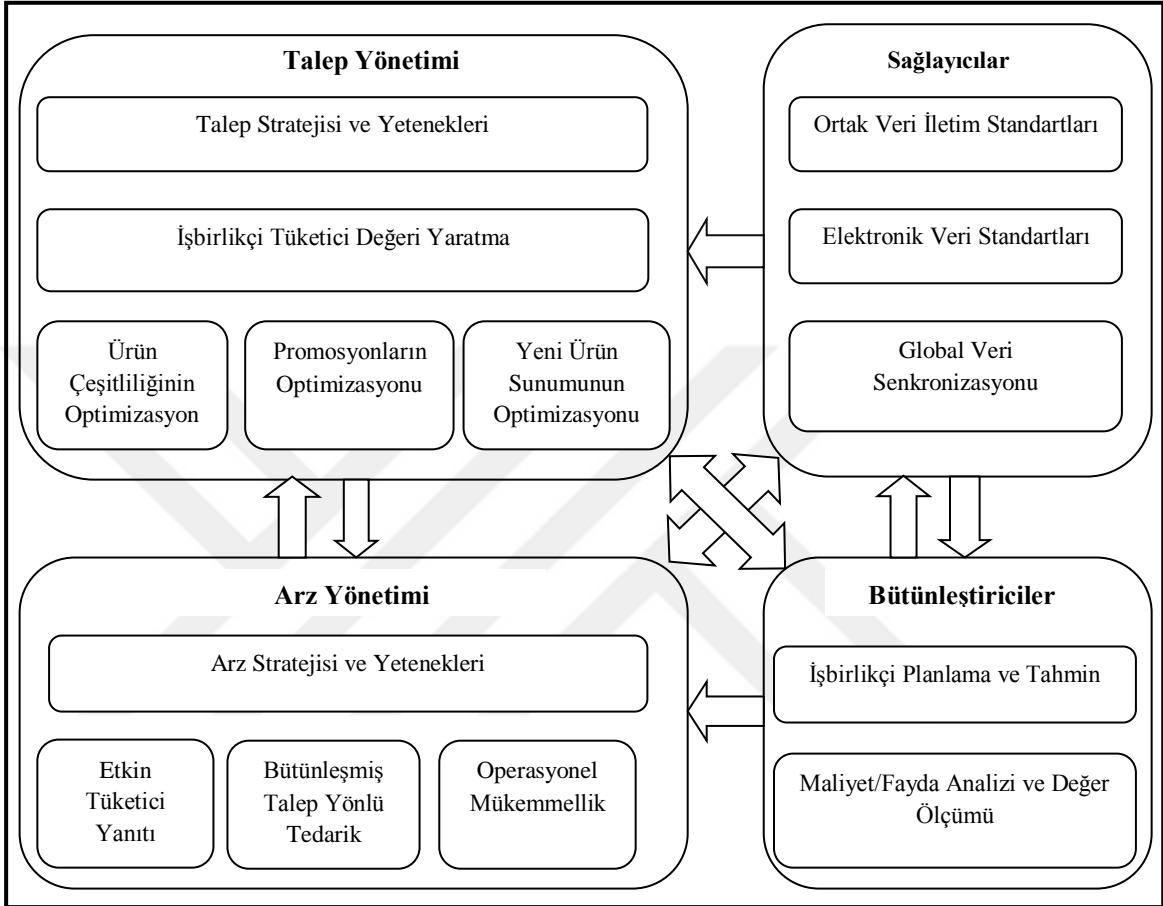 Talep Yönetimi
Talep Stratejisi ve Yetenekleri
İşbirlikçi Tüketici Değeri Yaratma
Ürün
Çeşitliliğinin
Optimizasyon
Promosyonların
Optimizasyonu
Yeni Ürün
Sunumunun
Optimizasyonu
Sağlayıcılar
Ortak Veri İletim Standartları
Elektronik Veri Standartları
Global Veri
Senkronizasyonu
Arz Yönetimi
Arz Stratejisi ve Yetenekleri
Etkin
Tüketici
Yanıtı
Bütünleşmiş
Talep Yönlü
Tedarik
Operasyonel
Mükemmellik
Bütünleştiriciler
İşbirlikçi Planlama ve Tahmin
Maliyet/Fayda Analizi ve Değer
Ölçümü